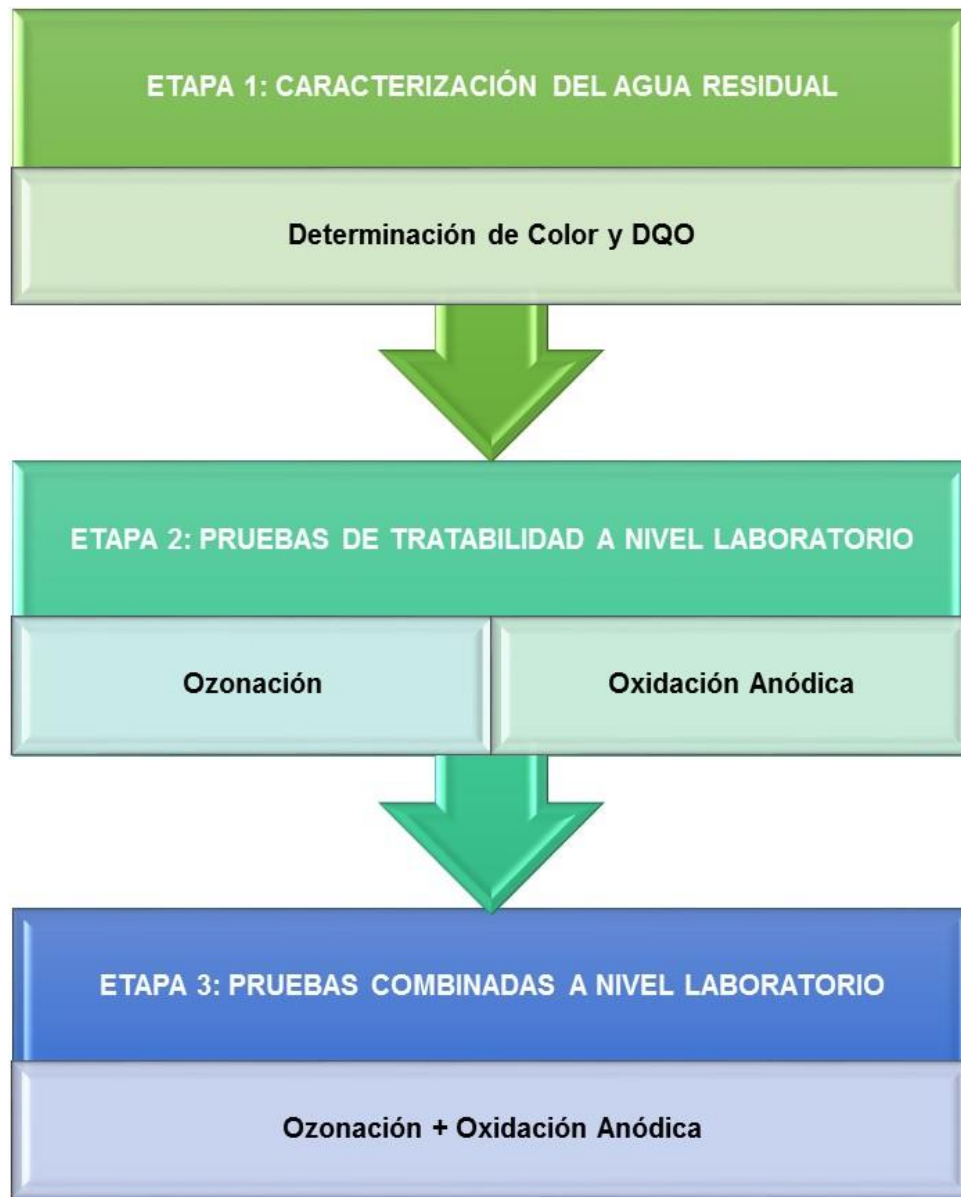 ETAPA 1: CARACTERIZACIÓN DEL AGUA RESIDUAL
Determinación de Color y DQO
ETAPA 2: PRUEBAS DE TRATABILIDAD A NIVEL LABORATORIO
Ozonación
Oxidación Anódica
ETAPA 3: PRUEBAS COMBINADAS A NIVEL LABORATORIO
Ozonación + Oxidación Anódica